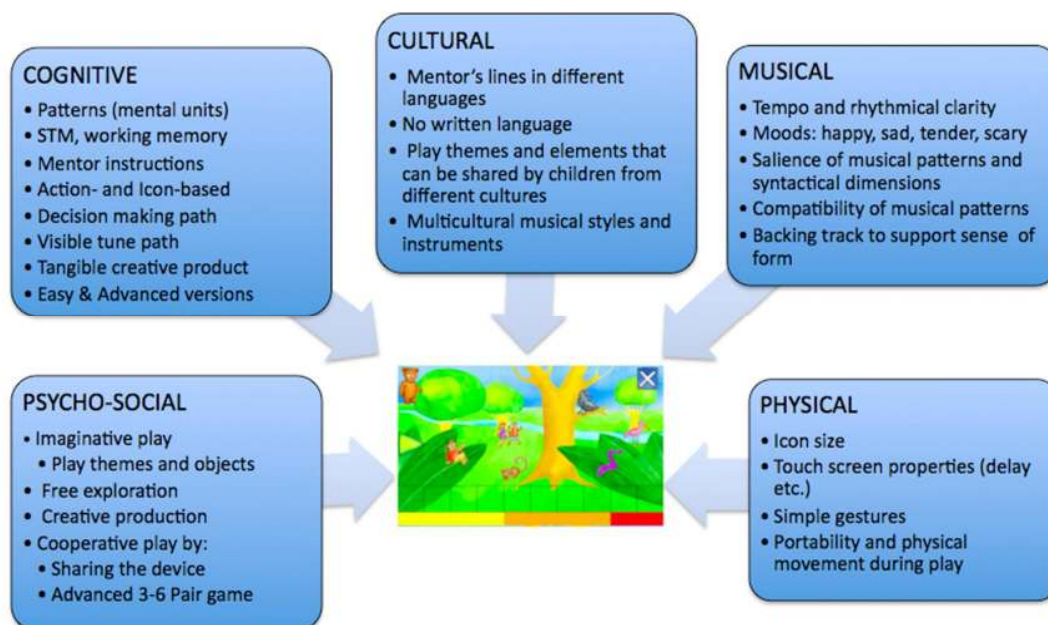 COGNITIVE
• Patterns (mental units)
• STM, working memory
• Mentor instructions
• Action- and Icon-based
• Decision making path
• Visible tune path
• Tangible creative product
• Easy & Advanced versions
CULTURAL
• Mentor's lines in different
languages
• No written language
• Play themes and elements that
can be shared by children from
different cultures
• Multicultural musical styles and
instruments
MUSICAL
• Tempo and rhythmical clarity
• Moods: happy, sad, tender, scary
• Salience of musical patterns and
syntactical dimensions
• Compatibility of musical patterns
• Backing track to support sense of
form
PSYCHO-SOCIAL
• Imaginative play
• Play themes and objects
• Free exploration
• Creative production
• Cooperative play by:
• Sharing the device
• Advanced 3-6 Pair game
PHYSICAL
• Icon size
• Touch screen properties (delay
etc.)
• Simple gestures
• Portability and physical
movement during play